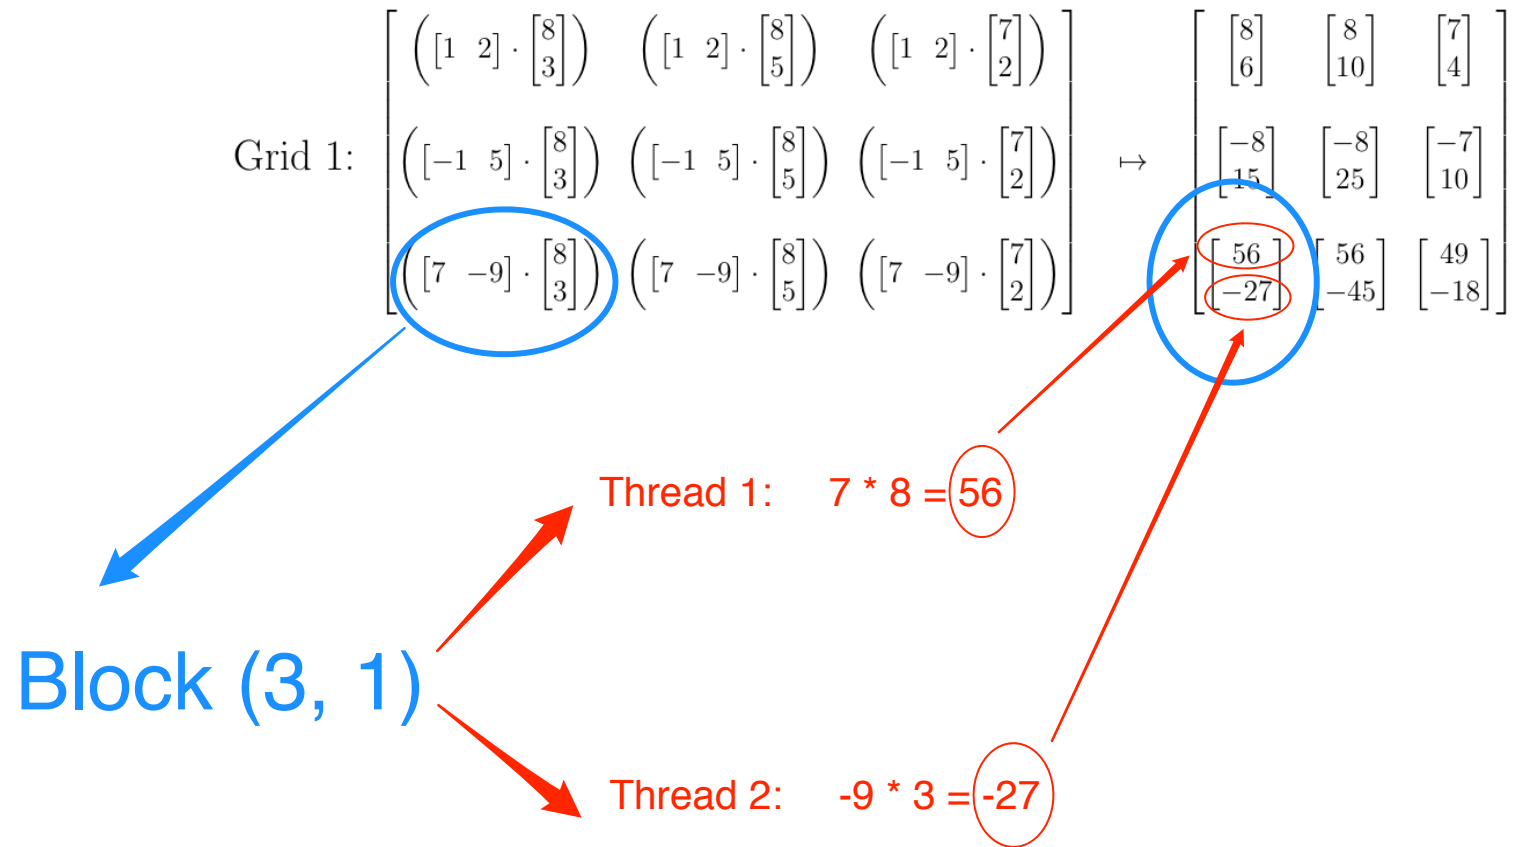 ([1 2] · [8 3]) ([1 2] · [8 5]) ([1 2] · [7 2]) [8 6] [8 10] [7 4]
Grid 1: ([−1 5] · [8 3]) ([−1 5] · [8 5]) ([−1 5] · [7 2]) ↦ [−8 15] [−8 25] [−7 10]
([7 −9] · [8 3]) ([7 −9] · [8 5]) ([7 −9] · [7 2]) [56 −27] [56 −45] [49 −18]
Thread 1: 7 * 8 = 56
Block (3, 1)
Thread 2: -9 * 3 = -27